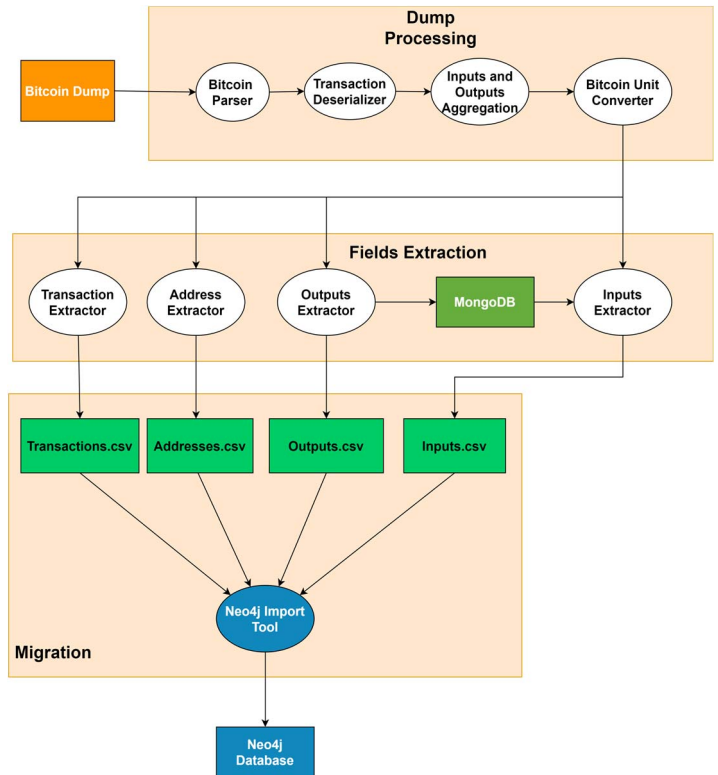 Dump
Processing
Bitcoin Dump
Bitcoin
Parser
Transaction
Deserializer
Inputs and
Outputs
Aggregation
Bitcoin Unit
Converter
Fields Extraction
Transaction
Extractor
Address
Extractor
Outputs
Extractor
MongoDB
Inputs
Extractor
Transactions.csv
Addresses.csv
Outputs.csv
Inputs.csv
Neo4j Import
Tool
Migration
Neo4j
Database